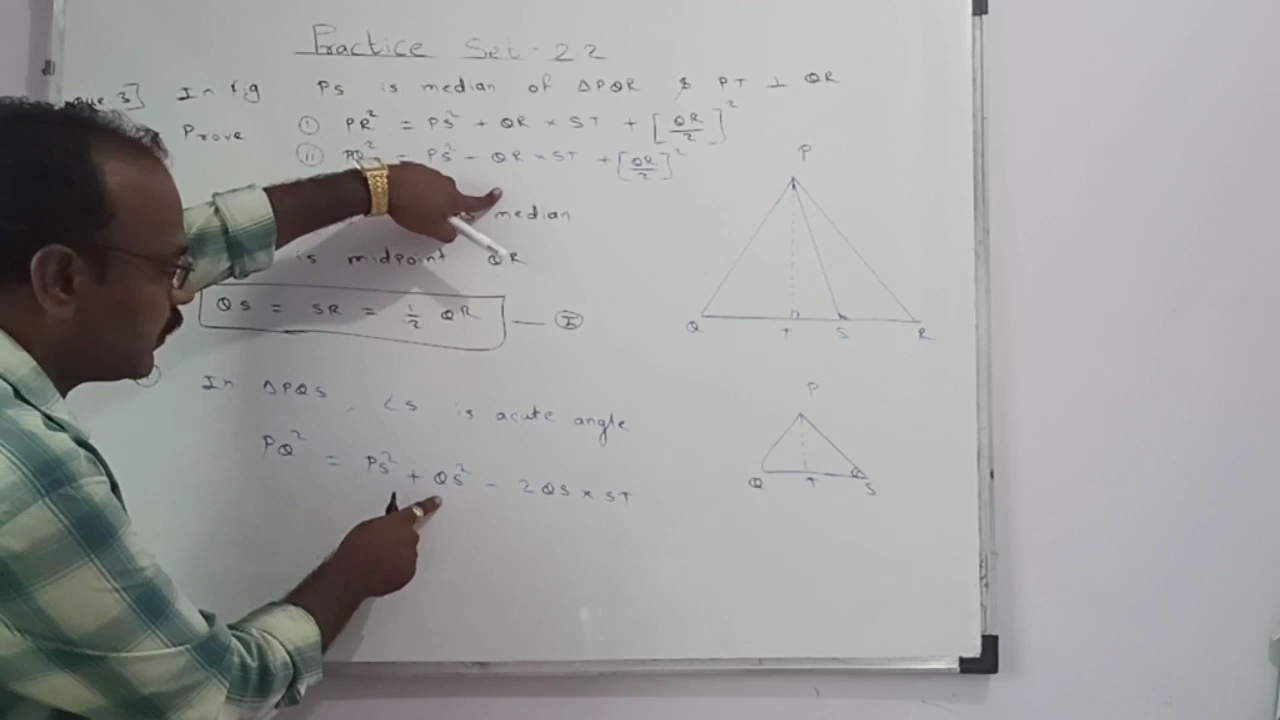 Practice Set - 2.2
In fig PS is median of ΔPQR & PT ⊥ QR
Prove (i) PR² = PS² + QR × ST + [QR/2]²
(ii) PQ² = PS² - QR × ST + [QR/2]²
median
is midpoint QR
QS = SR = 1/2 QR — (I)
In ΔPQS, ∠S is acute angle
PQ² = PS² + QS² - 2QS × ST
P
Q T S R
P
Q T S